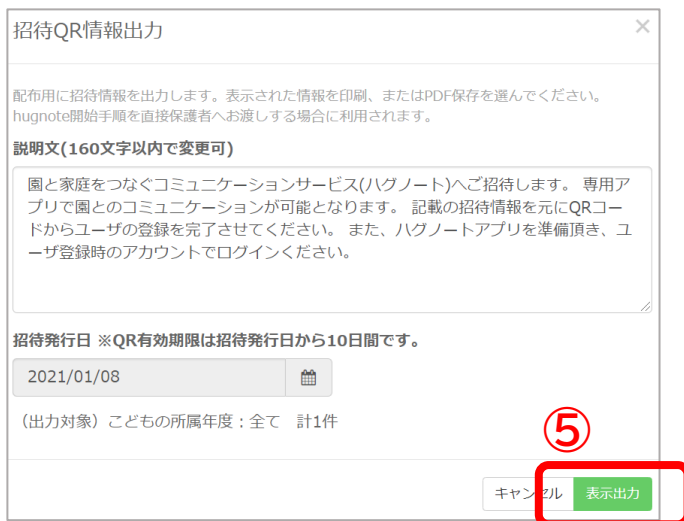 招待QR情報出力
×
配布用に招待情報を出力します。表示された情報を印刷、またはPDF保存を選んでください。
hugnote開始手順を直接保護者へお渡しする場合に利用されます。
説明文(160文字以内で変更可)
園と家庭をつなぐコミュニケーションサービス(ハグノート)へご招待します。 専用ア
プリで園とのコミュニケーションが可能となります。 記載の招待情報を元にQRコー
ドからユーザの登録を完了させてください。 また、ハグノートアプリを準備頂き、ユ
ーザ登録時のアカウントでログインください。
招待発行日 ※QR有効期限は招待発行日から10日間です。
2021/01/08
（出力対象）こどもの所属年度：全て　計1件
⑤
キャンセル 表示出力